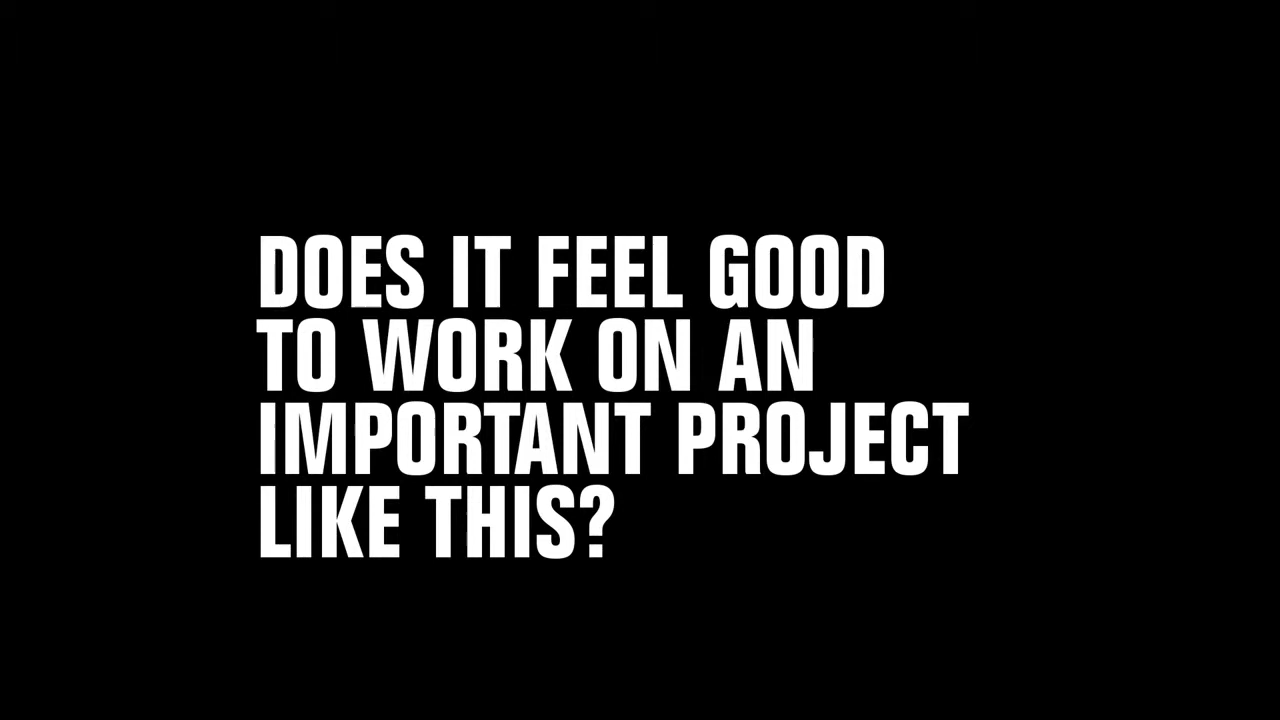 DOES IT FEEL GOOD
TO WORK ON AN
IMPORTANT PROJECT
LIKE THIS?